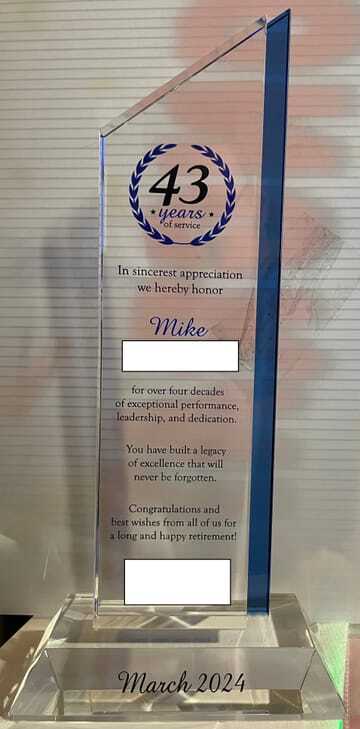 43
years
of service
In sincerest appreciation
we hereby honor
Mike
for over four decades
of exceptional performance,
leadership, and dedication.
You have built a legacy
of excellence that will
never be forgotten.
Congratulations and
best wishes from all of us for
a long and happy retirement!
March 2024